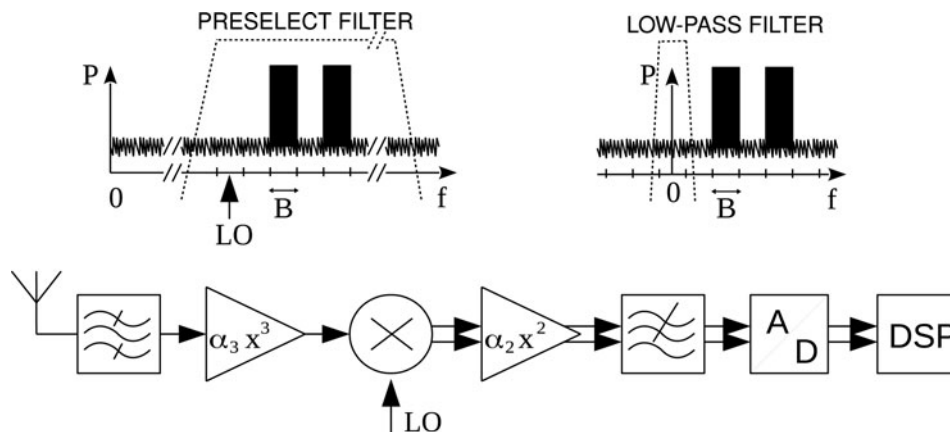 PRESELECT FILTER
P
0
LO
B
f
LOW-PASS FILTER
P
0
B
f
α₃ x³
α₂ x²
A
D
DSP
LO